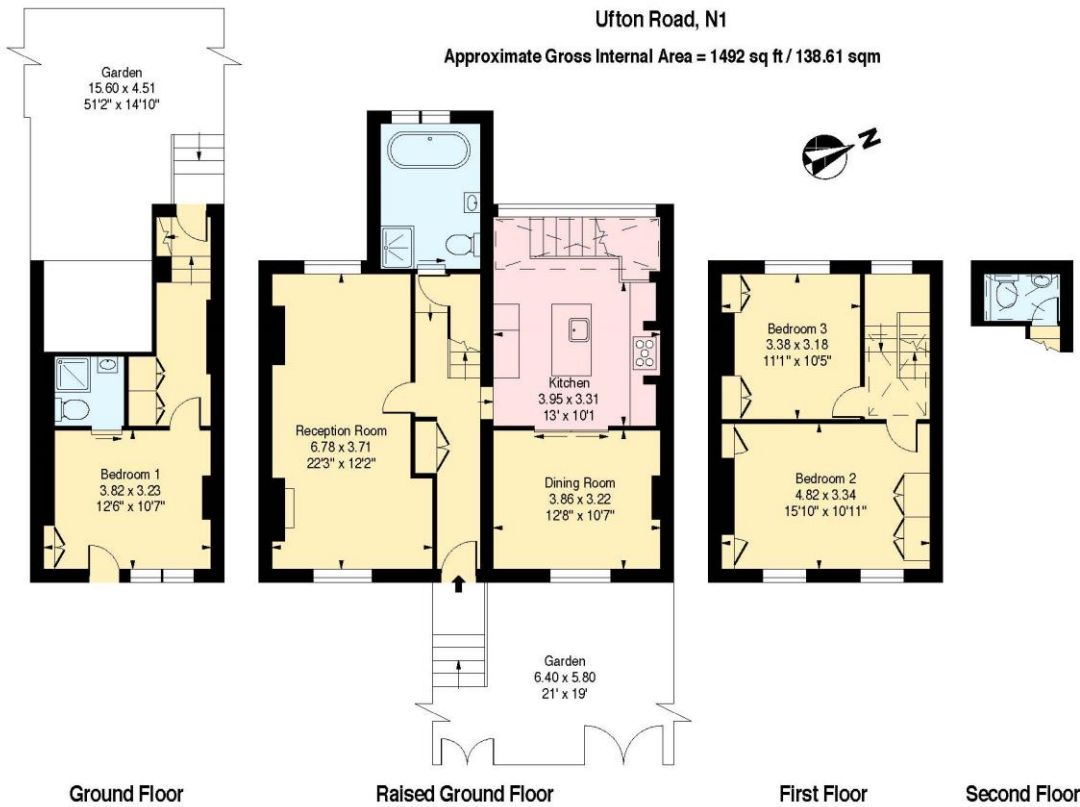 Ufton Road, N1
Approximate Gross Internal Area = 1492 sq ft / 138.61 sqm
N
Garden
15.60 x 4.51
51'2" x 14'10"
Bedroom 1
3.82 x 3.23
12'6" x 10'7"
Reception Room
6.78 x 3.71
22'3" x 12'2"
Kitchen
3.95 x 3.31
13' x 10'1
Dining Room
3.86 x 3.22
12'8" x 10'7"
Garden
6.40 x 5.80
21' x 19'
Bedroom 3
3.38 x 3.18
11'1" x 10'5"
Bedroom 2
4.82 x 3.34
15'10" x 10'11"
Ground Floor
Raised Ground Floor
First Floor
Second Floor